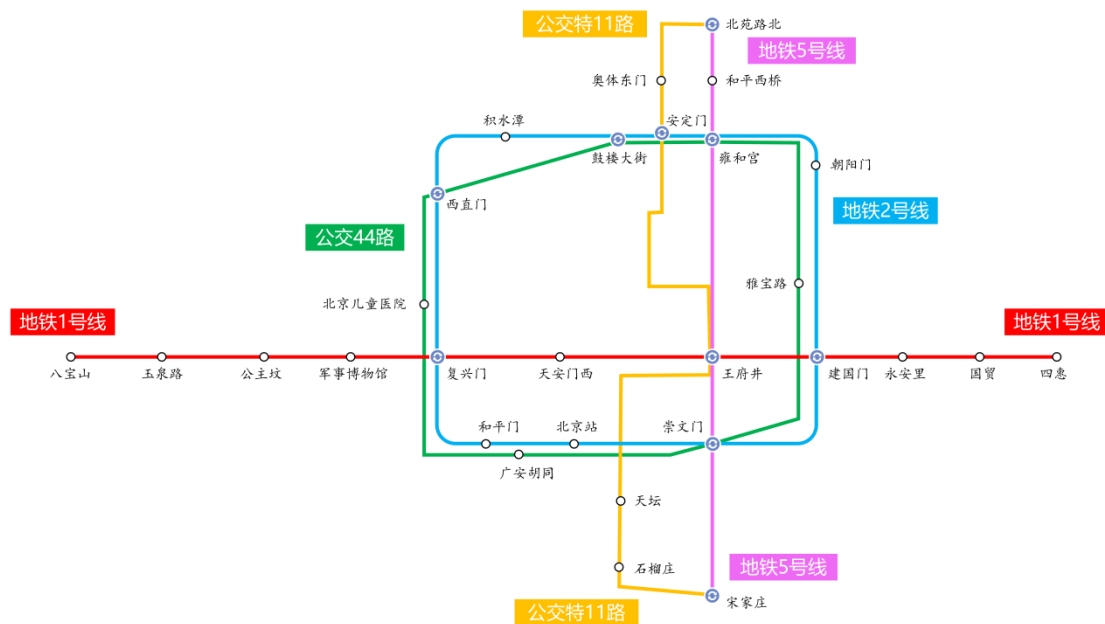 公交特11路
北苑路北
地铁5号线
奥体东门
和平西桥
积水潭
安定门
鼓楼大街
雍和宫
朝阳门
西直门
地铁2号线
公交44路
雅宝路
北京儿童医院
地铁1号线
地铁1号线
八宝山
玉泉路
公主坟
军事博物馆
复兴门
天安门西
王府井
建国门
永安里
国贸
四惠
和平门
北京站
崇文门
广安胡同
天坛
石榴庄
地铁5号线
宋家庄
公交特11路